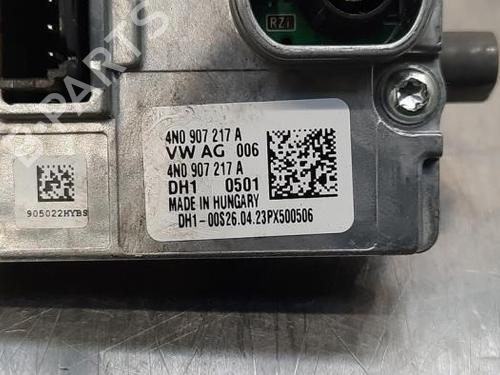 RZi
4N0 907 217 A
VW AG 006
4N0 907 217 A
DH1 0501
MADE IN HUNGARY
DH1-00S26.04.23PX500506
905022HYBS
B-PARTS